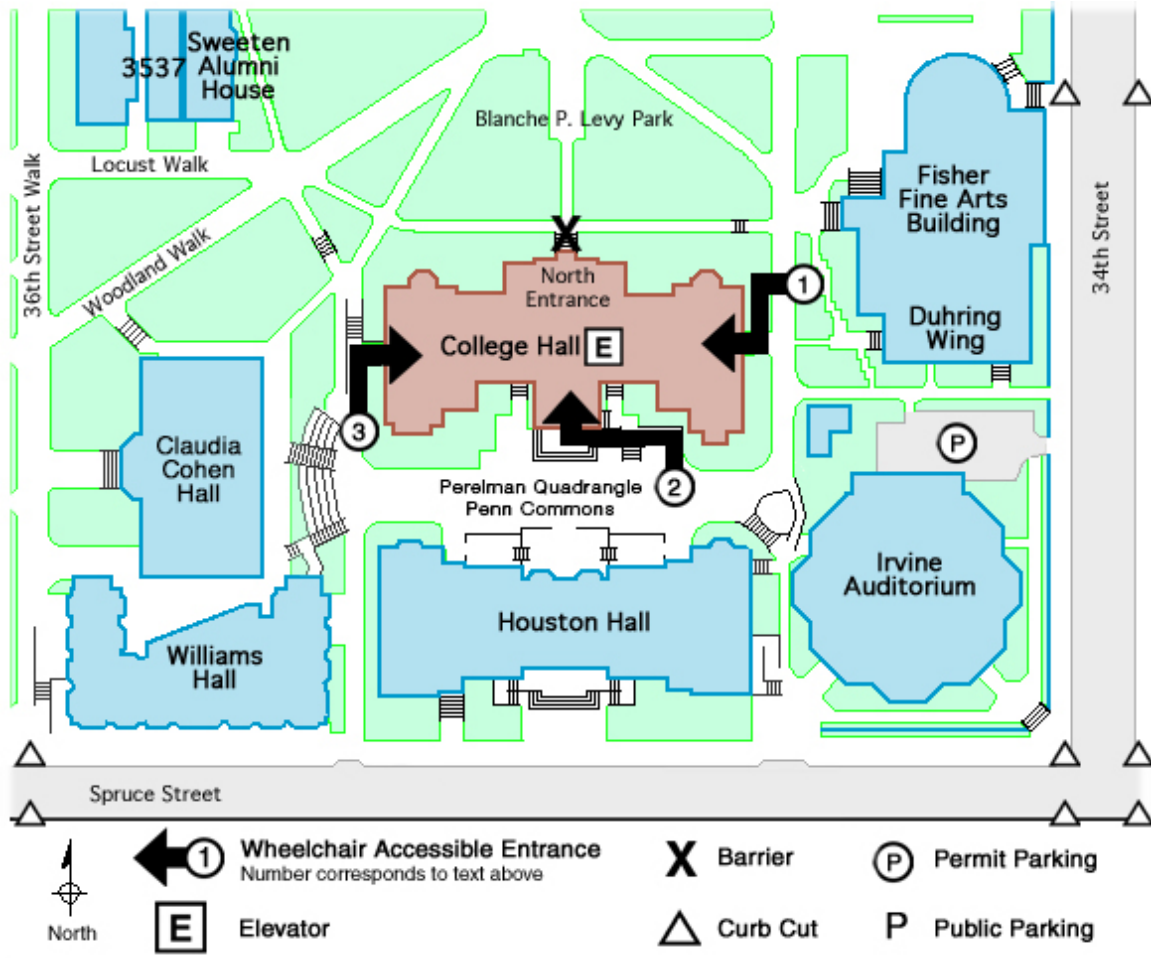 3537
Sweeten
Alumni
House
Blanche P. Levy Park
Locust Walk
36th Street Walk
Woodland Walk
Fisher
Fine Arts
Building
34th Street
X
North
Entrance
1
Duhring
Wing
College Hall
E
3
2
P
Claudia
Cohen
Hall
Perelman Quadrangle
Penn Commons
Irvine
Auditorium
Houston Hall
Williams
Hall
Spruce Street
1
Wheelchair Accessible Entrance
Number corresponds to text above
X
Barrier
P
Permit Parking
North
E
Elevator
Curb Cut
P
Public Parking